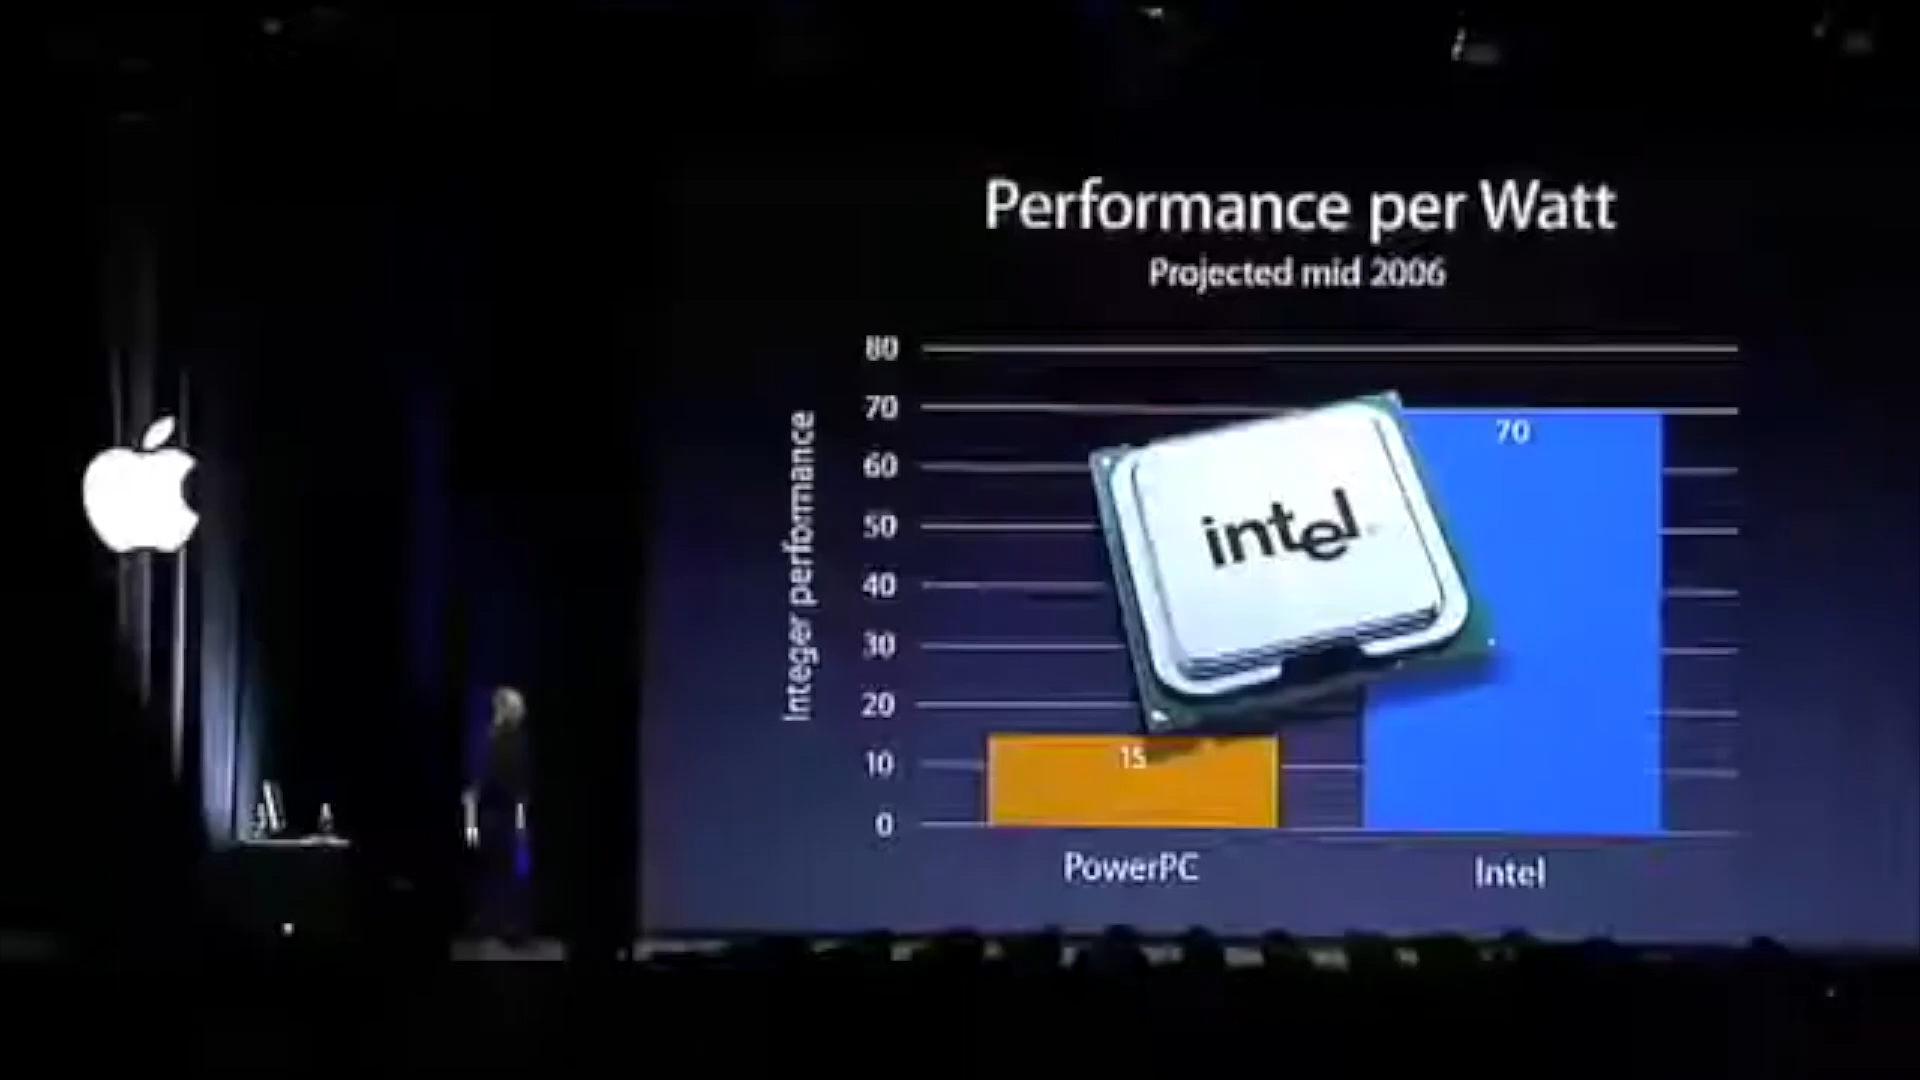 Performance per Watt
Projected mid 2006
Integer performance
80
70
60
50
40
30
20
10
0
70
15
intel
PowerPC
Intel